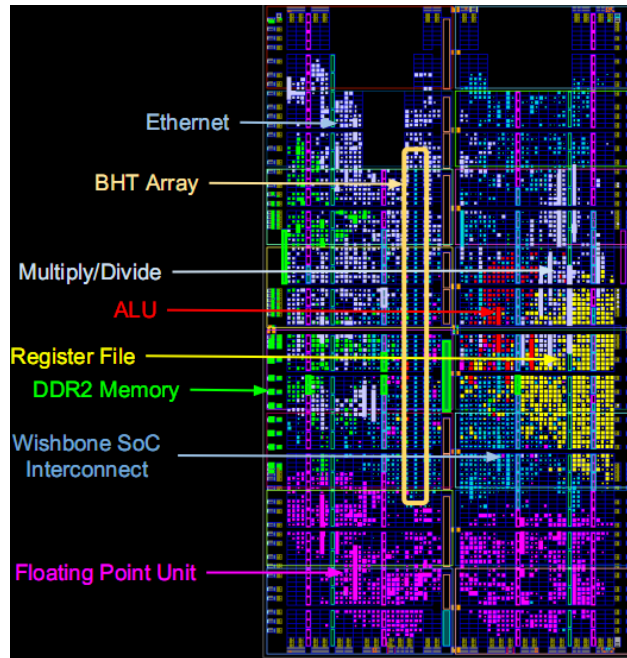 Ethernet
BHT Array
Multiply/Divide
ALU
Register File
DDR2 Memory
Wishbone SoC
Interconnect
Floating Point Unit